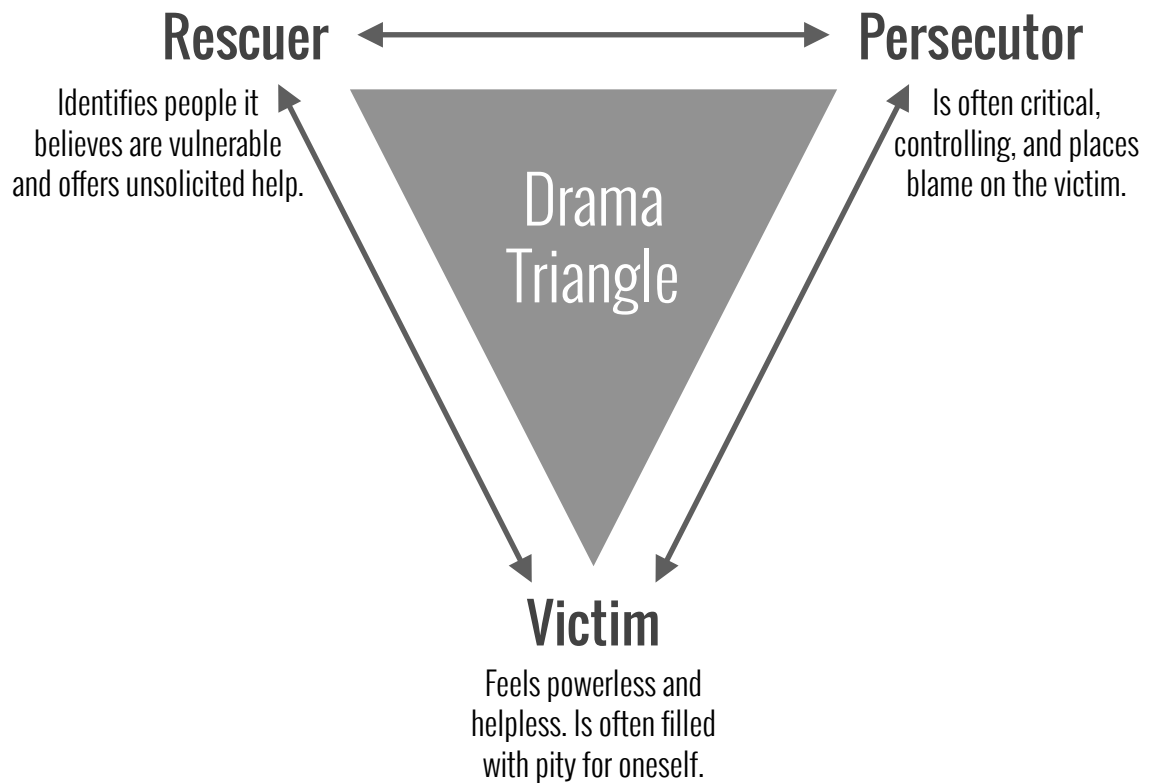 Rescuer
Identifies people it
believes are vulnerable
and offers unsolicited help.
Persecutor
Is often critical,
controlling, and places
blame on the victim.
Drama
Triangle
Victim
Feels powerless and
helpless. Is often filled
with pity for oneself.